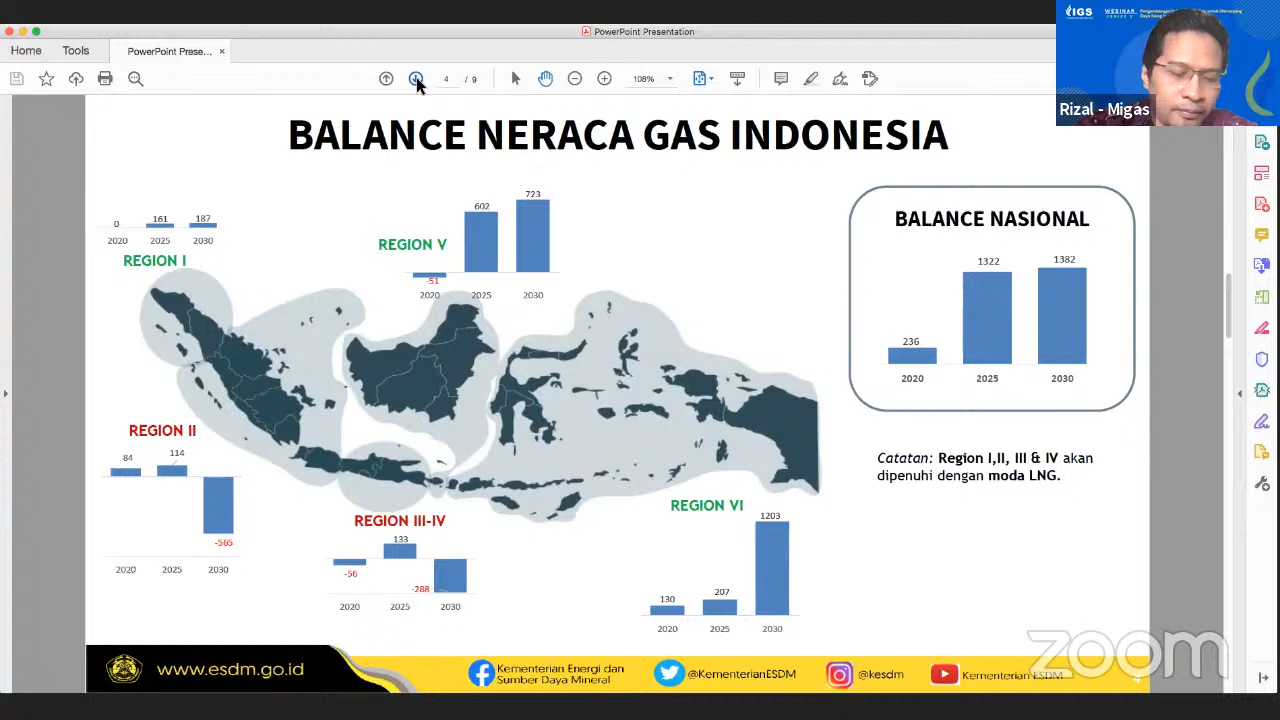 PowerPoint Presentation
Home
Tools
PowerPoint Prese...
×
4 / 9
108%
IGS
WEBINAR
Rizal - Migas
BALANCE NERACA GAS INDONESIA
0
161
187
2020
2025
2030
REGION I
723
602
REGION V
-51
2020
2025
2030
BALANCE NASIONAL
1322
1382
236
2020
2025
2030
REGION II
84
114
-565
2020
2025
2030
Catatan: Region I,II, III & IV akan
dipenuhi dengan moda LNG.
REGION III-IV
133
-56
-288
2020
2025
2030
REGION VI
1203
130
207
2020
2025
2030
www.esdm.go.id
Kementerian Energi dan
Sumber Daya Mineral
@KementerianESDM
@kesdm
Kementerian ESDM
4
zoom